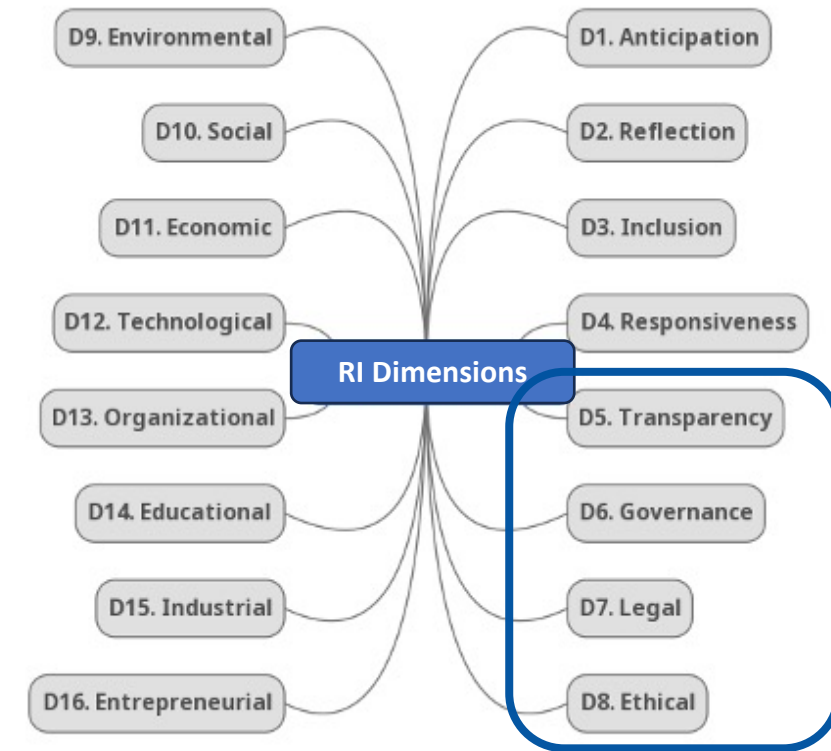 D9. Environmental
D10. Social
D11. Economic
D12. Technological
D13. Organizational
D14. Educational
D15. Industrial
D16. Entrepreneurial
RI Dimensions
D1. Anticipation
D2. Reflection
D3. Inclusion
D4. Responsiveness
D5. Transparency
D6. Governance
D7. Legal
D8. Ethical